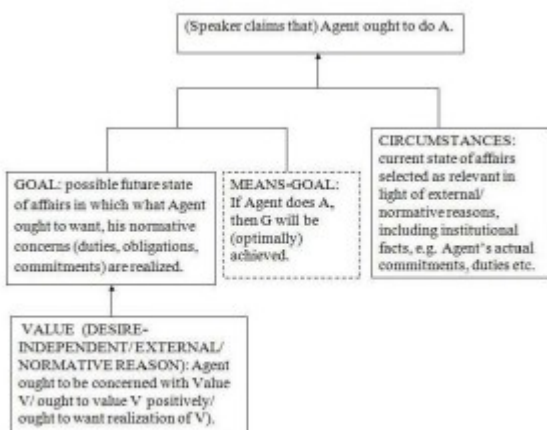 (Speaker claims that) Agent ought to do A.
GOAL: possible future state
of affairs in which what Agent
ought to want, his normative
concerns (duties, obligations,
commitments) are realized.
MEANS-GOAL:
If Agent does A,
then G will be
(optimally)
achieved.
CIRCUMSTANCES:
current state of affairs
selected as relevant in
light of external/
normative reasons,
including institutional
facts, e.g. Agent's actual
commitments, duties etc.
VALUE (DESIRE-
INDEPENDENT/EXTERNAL/
NORMATIVE REASON): Agent
ought to be concerned with Value
V/ ought to value V positively/
ought to want realization of V).